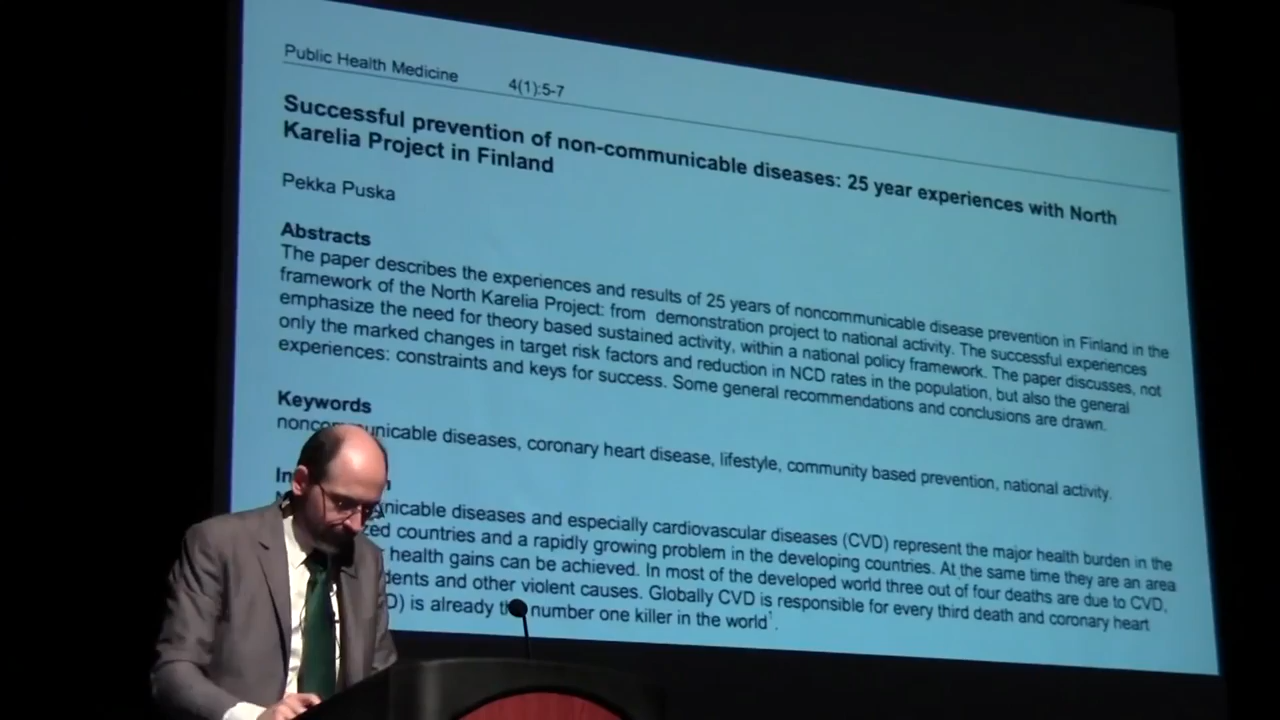 Public Health Medicine 4(1):5-7
Successful prevention of non-communicable diseases: 25 year experiences with North
Karelia Project in Finland
Pekka Puska
Abstracts
The paper describes the experiences and results of 25 years of noncommunicable disease prevention in Finland in the
framework of the North Karelia Project: from demonstration project to national activity. The successful experiences
emphasize the need for theory based sustained activity, within a national policy framework. The paper discusses, not
only the marked changes in target risk factors and reduction in NCD rates in the population, but also the general
experiences: constraints and keys for success. Some general recommendations and conclusions are drawn.
Keywords
noncommunicable diseases, coronary heart disease, lifestyle, community based prevention, national activity.
diseases and especially cardiovascular diseases (CVD) represent the major health burden in the
countries and a rapidly growing problem in the developing countries. At the same time they are an area
health gains can be achieved. In most of the developed world three out of four deaths are due to CVD,
and other violent causes. Globally CVD is responsible for every third death and coronary heart
is already the number one killer in the world¹.